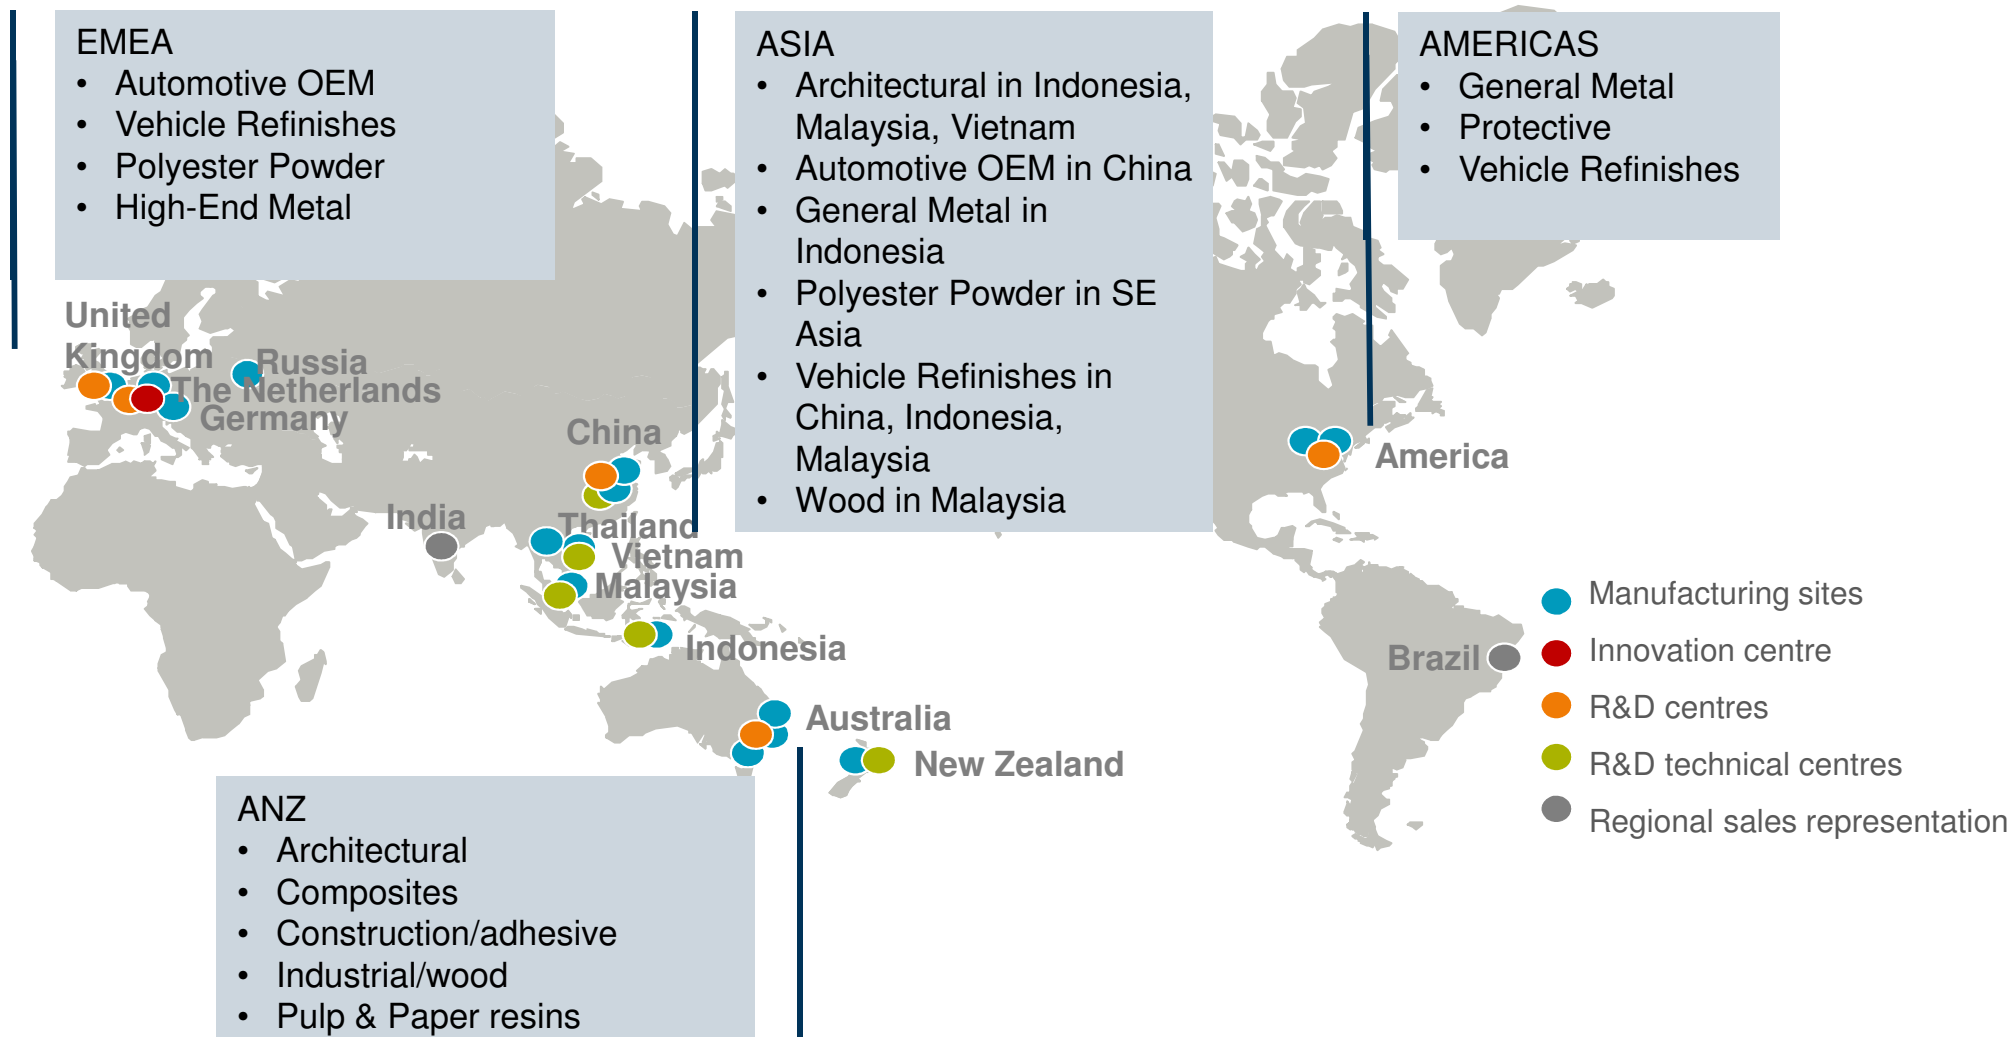 EMEA
• Automotive OEM
• Vehicle Refinishes
• Polyester Powder
• High-End Metal
ASIA
• Architectural in Indonesia,
Malaysia, Vietnam
• Automotive OEM in China
• General Metal in
Indonesia
• Polyester Powder in SE
Asia
• Vehicle Refinishes in
China, Indonesia,
Malaysia
• Wood in Malaysia
AMERICAS
• General Metal
• Protective
• Vehicle Refinishes
United
Kingdom
Russia
The Netherlands
Germany
China
India
Thailand
Vietnam
Malaysia
Indonesia
Australia
New Zealand
America
Brazil
Manufacturing sites
Innovation centre
R&D centres
R&D technical centres
Regional sales representation
ANZ
• Architectural
• Composites
• Construction/adhesive
• Industrial/wood
• Pulp & Paper resins